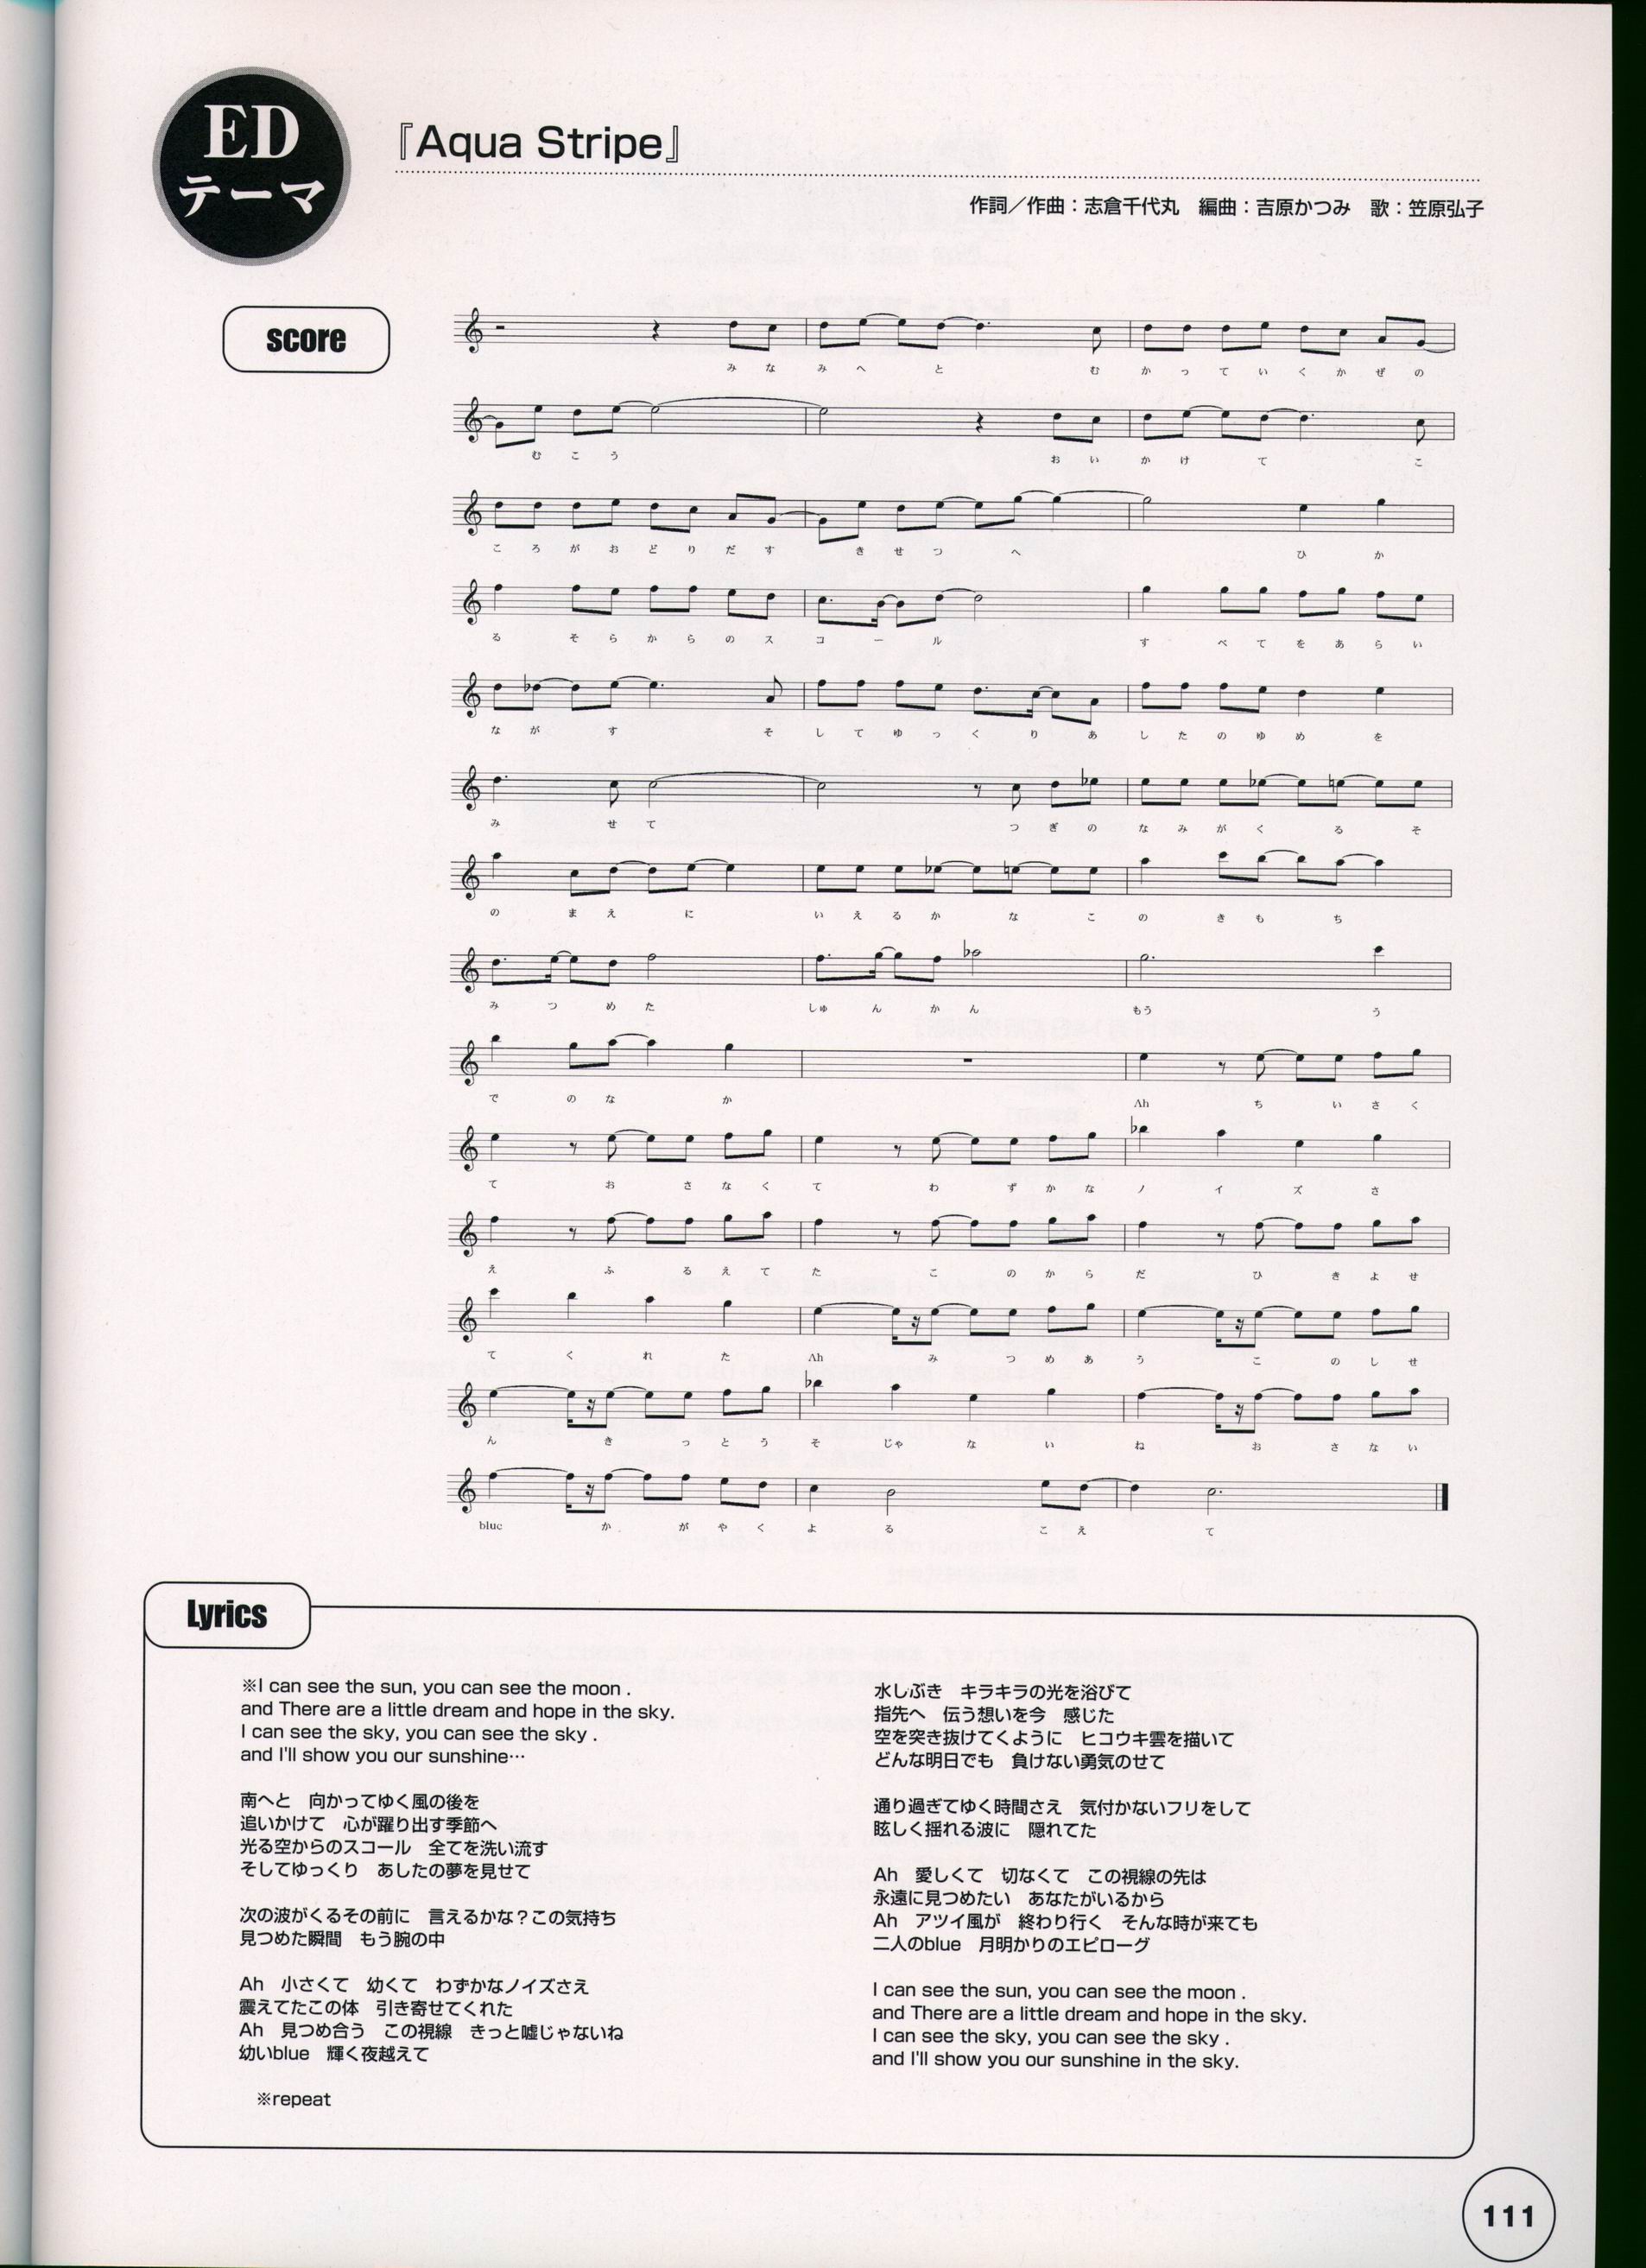 ED
テーマ
『Aqua Stripe』
作詞／作曲：志倉千代丸　編曲：吉原かつみ　歌：笠原弘子
score
み な み へ と む か っ て い く か ぜ の
む こ う お い か け て こ
こ ろ が お ど り だ す き せ つ へ ひ か
る そ ら か ら の ス コ ー ル す べ て を あ ら い
な が す そ し て ゆ っ く り あ し た の ゆ め を
み せ て つ ぎ の な み が く る そ
の ま え に い え る か な こ の き も ち
み つ め た しゅ ん か ん もう う
で の な か Ah ち い さ く
て お さ な く て わ ず か な ノ イ ズ さ
え ふ る え て た こ の か ら だ ひ き よ せ
て く れ た Ah み つ め あ う こ の し せ
ん き っ と う そ じゃ な い ね お さ な い
blue か が や く よ る こ え て
Lyrics
※I can see the sun, you can see the moon .
and There are a little dream and hope in the sky.
I can see the sky, you can see the sky .
and I'll show you our sunshine…
南へと　向かってゆく風の後を
追いかけて　心が躍り出す季節へ
光る空からのスコール　全てを洗い流す
そしてゆっくり　あしたの夢を見せて
次の波がくるその前に　言えるかな？この気持ち
見つめた瞬間　もう腕の中
Ah　小さくて　幼くて　わずかなノイズさえ
震えてたこの体　引き寄せてくれた
Ah　見つめ合う　この視線　きっと嘘じゃないね
幼いblue　輝く夜越えて
※repeat
水しぶき　キラキラの光を浴びて
指先へ　伝う想いを今　感じた
空を突き抜けてくように　ヒコウキ雲を描いて
どんな明日でも　負けない勇気のせて
通り過ぎてゆく時間さえ　気付かないフリをして
眩しく揺れる波に　隠れてた
Ah　愛しくて　切なくて　この視線の先は
永遠に見つめたい　あなたがいるから
Ah　アツイ風が　終わり行く　そんな時が来ても
二人のblue　月明かりのエピローグ
I can see the sun, you can see the moon .
and There are a little dream and hope in the sky.
I can see the sky, you can see the sky .
and I'll show you our sunshine in the sky.
111